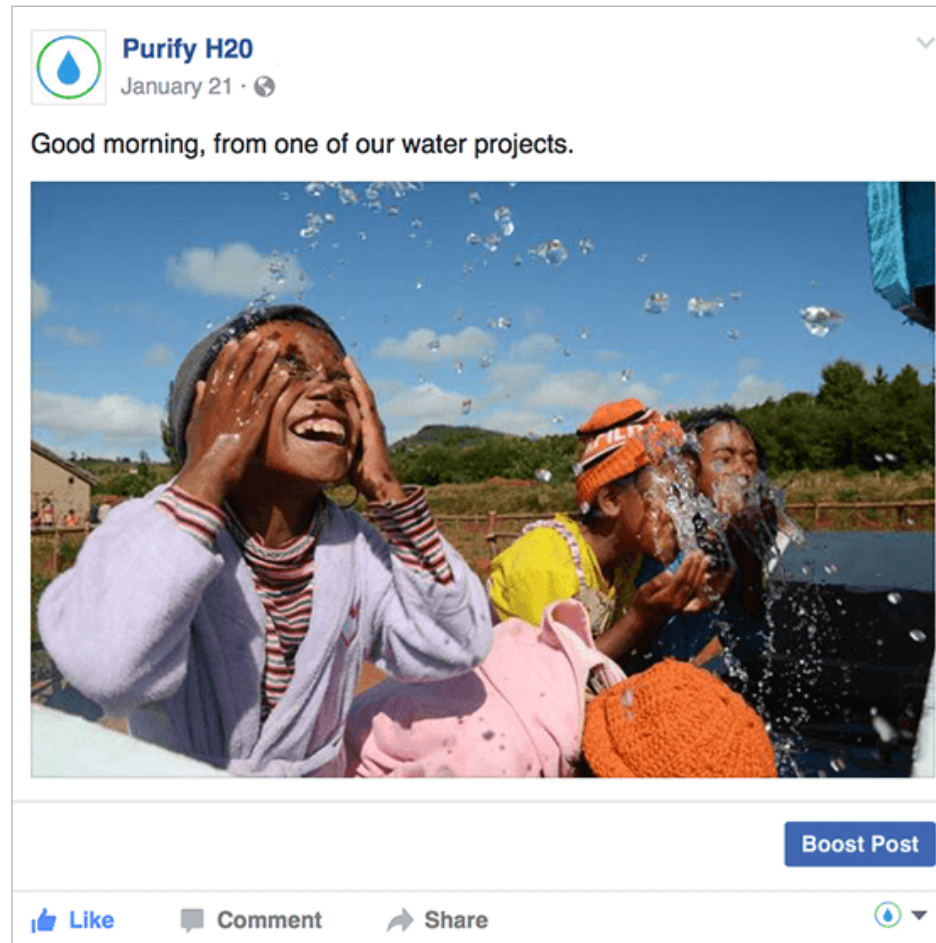 Purify H20
January 21 ·
Good morning, from one of our water projects.
Boost Post
Like Comment Share